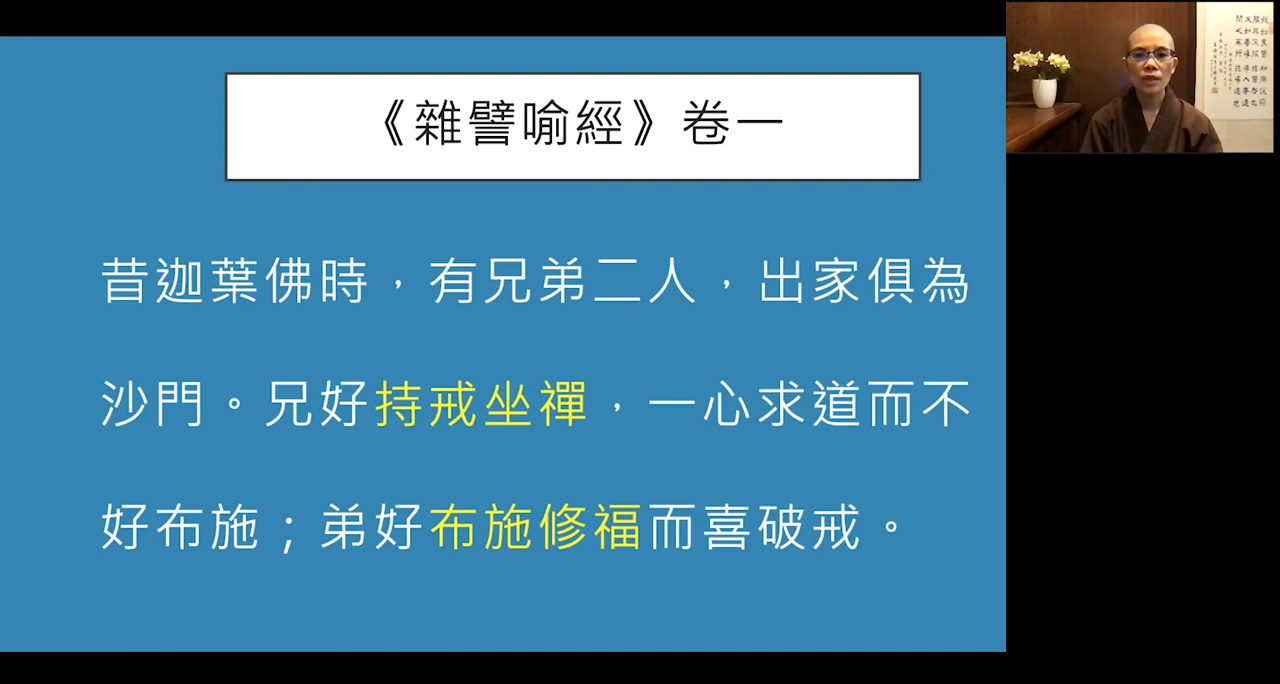 《雜譬喻經》卷一
昔迦葉佛時，有兄弟二人，出家俱為
沙門。兄好持戒坐禪，一心求道而不
好布施；弟好布施修福而喜破戒。